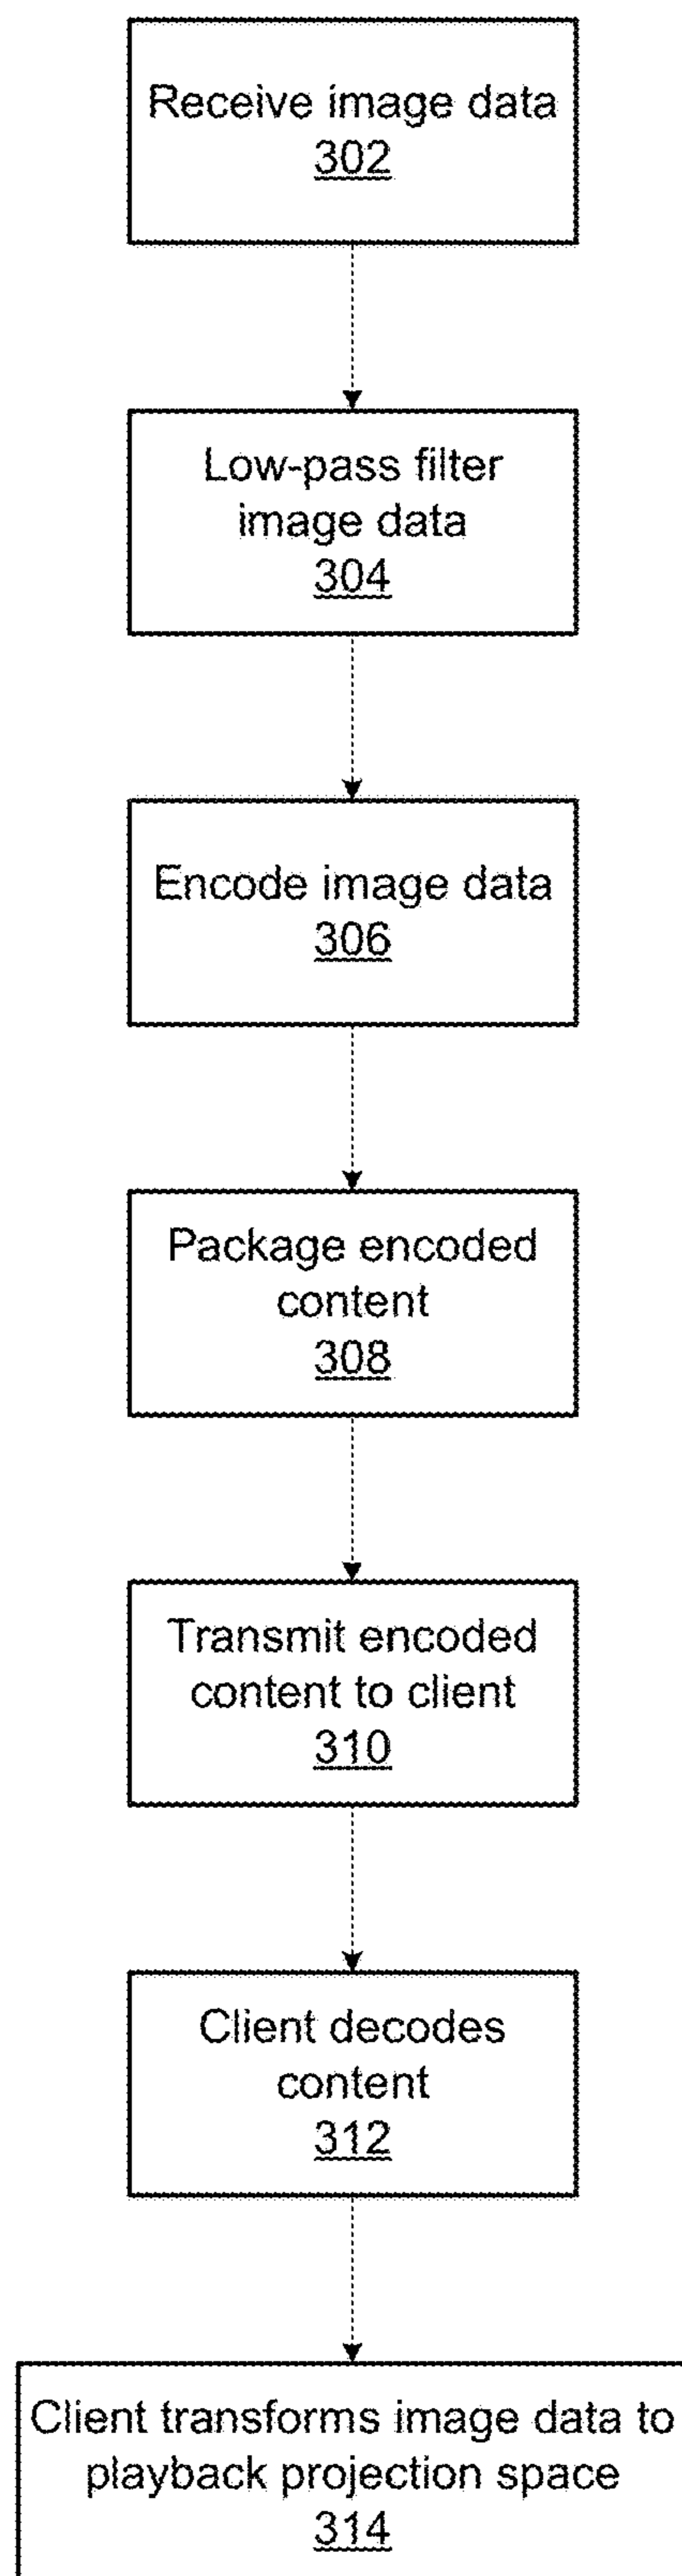 Receive image data
302
Low-pass filter
image data
304
Encode image data
306
Package encoded
content
308
Transmit encoded
content to client
310
Client decodes
content
312
Client transforms image data to
playback projection space
314